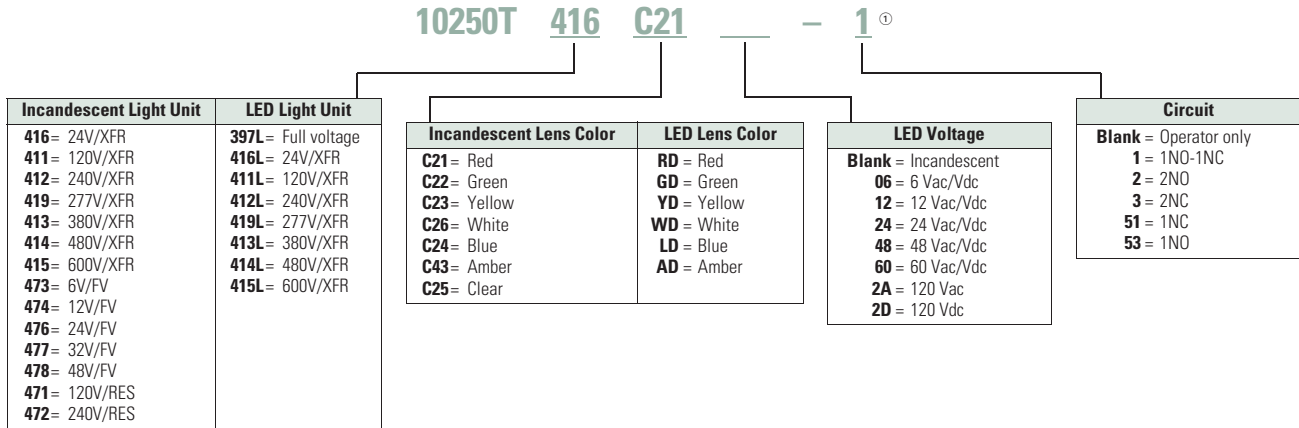 10250T 416 C21 – 1 ①
Incandescent Light Unit
416 = 24V/XFR
411 = 120V/XFR
412 = 240V/XFR
419 = 277V/XFR
413 = 380V/XFR
414 = 480V/XFR
415 = 600V/XFR
473 = 6V/FV
474 = 12V/FV
476 = 24V/FV
477 = 32V/FV
478 = 48V/FV
471 = 120V/RES
472 = 240V/RES
LED Light Unit
397L = Full voltage
416L = 24V/XFR
411L = 120V/XFR
412L = 240V/XFR
419L = 277V/XFR
413L = 380V/XFR
414L = 480V/XFR
415L = 600V/XFR
Incandescent Lens Color
C21 = Red
C22 = Green
C23 = Yellow
C26 = White
C24 = Blue
C43 = Amber
C25 = Clear
LED Lens Color
RD = Red
GD = Green
YD = Yellow
WD = White
LD = Blue
AD = Amber
LED Voltage
Blank = Incandescent
06 = 6 Vac/Vdc
12 = 12 Vac/Vdc
24 = 24 Vac/Vdc
48 = 48 Vac/Vdc
60 = 60 Vac/Vdc
2A = 120 Vac
2D = 120 Vdc
Circuit
Blank = Operator only
1 = 1NO-1NC
2 = 2NO
3 = 2NC
51 = 1NC
53 = 1NO